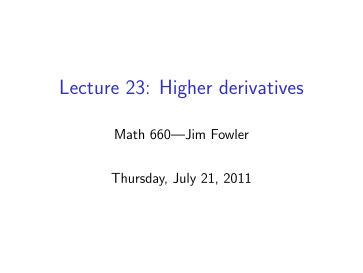 Lecture 23: Higher derivatives
Math 660—Jim Fowler
Thursday, July 21, 2011